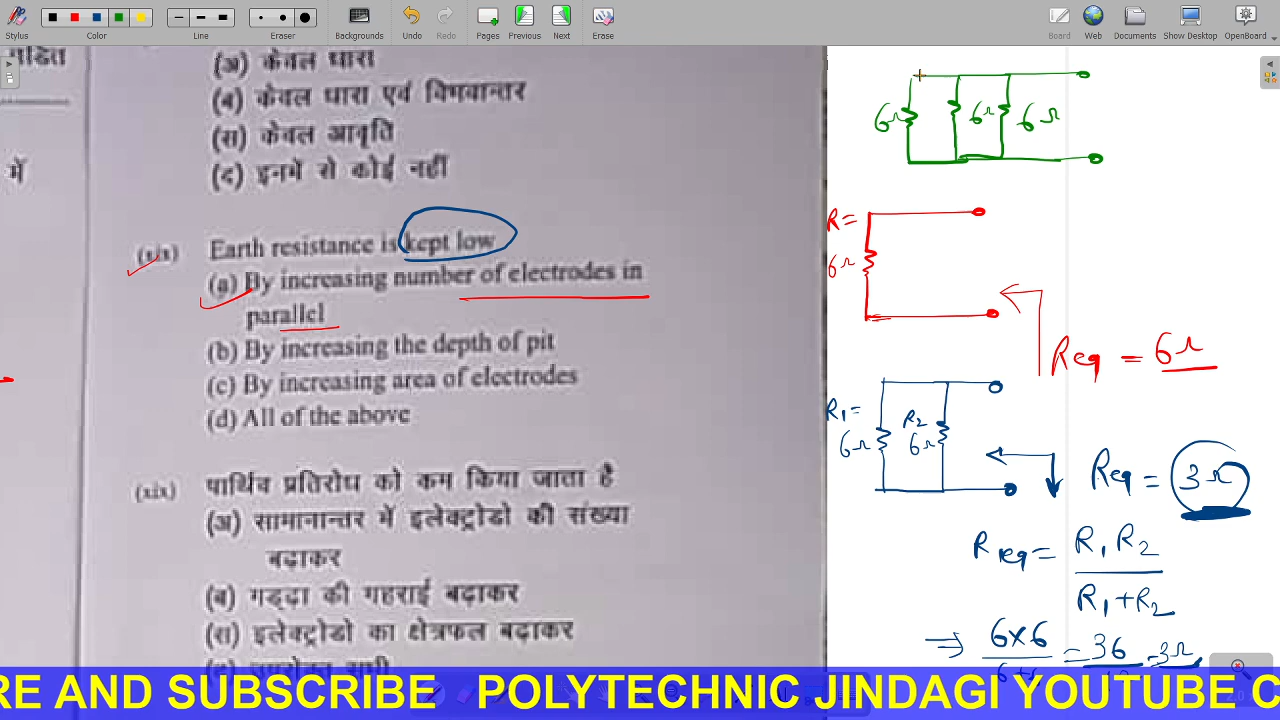 Stylus
Color
Line
Eraser
Backgrounds
Undo
Redo
Pages
Previous
Next
Erase
Board
Web
Documents
Show Desktop
OpenBoard
में
(अ) केवल धारा
(ब) केवल धारा एवं विभवान्तर
(स) केवल आवृति
(द) इनमें से कोई नहीं
(xix) Earth resistance is kept low
(a) By increasing number of electrodes in
parallel
(b) By increasing the depth of pit
(c) By increasing area of electrodes
(d) All of the above
(xix) पार्थिव प्रतिरोध को कम किया जाता है
(अ) सामानान्तर में इलेक्ट्रोडो की संख्या
बढ़ाकर
(ब) गड्ढ़ा की गहराई बढ़ाकर
(स) इलेक्ट्रोडो का क्षेत्रफल बढ़ाकर
6Ω 6Ω 6Ω
R=
6Ω
Req = 6Ω
R1= R2
6Ω 6Ω
Req = 3Ω
Req = R1 R2
R1+R2
⇒ 6×6 = 36 = 3Ω
RE AND SUBSCRIBE POLYTECHNIC JINDAGI YOUTUBE C